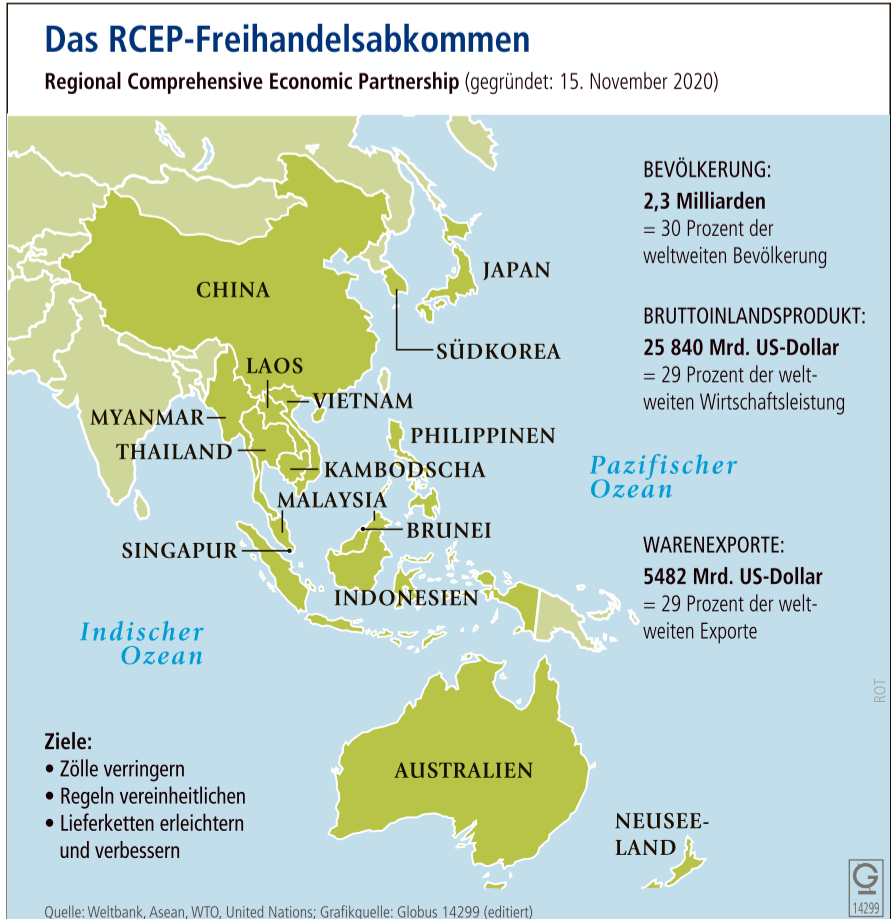 Das RCEP-Freihandelsabkommen
Regional Comprehensive Economic Partnership (gegründet: 15. November 2020)
BEVÖLKERUNG:
2,3 Milliarden
= 30 Prozent der
weltweiten Bevölkerung
BRUTTOINLANDSPRODUKT:
25 840 Mrd. US-Dollar
= 29 Prozent der welt-
weiten Wirtschaftsleistung
WARENEXPORTE:
5482 Mrd. US-Dollar
= 29 Prozent der welt-
weiten Exporte
CHINA
JAPAN
SÜDKOREA
LAOS
VIETNAM
MYANMAR
PHILIPPINEN
THAILAND
KAMBODSCHA
MALAYSIA
BRUNEI
SINGAPUR
INDONESIEN
Pazifischer
Ozean
Indischer
Ozean
AUSTRALIEN
NEUSEE-
LAND
Ziele:
• Zölle verringern
• Regeln vereinheitlichen
• Lieferketten erleichtern
und verbessern
ROT
G
14299
Quelle: Weltbank, Asean, WTO, United Nations; Grafikquelle: Globus 14299 (editiert)